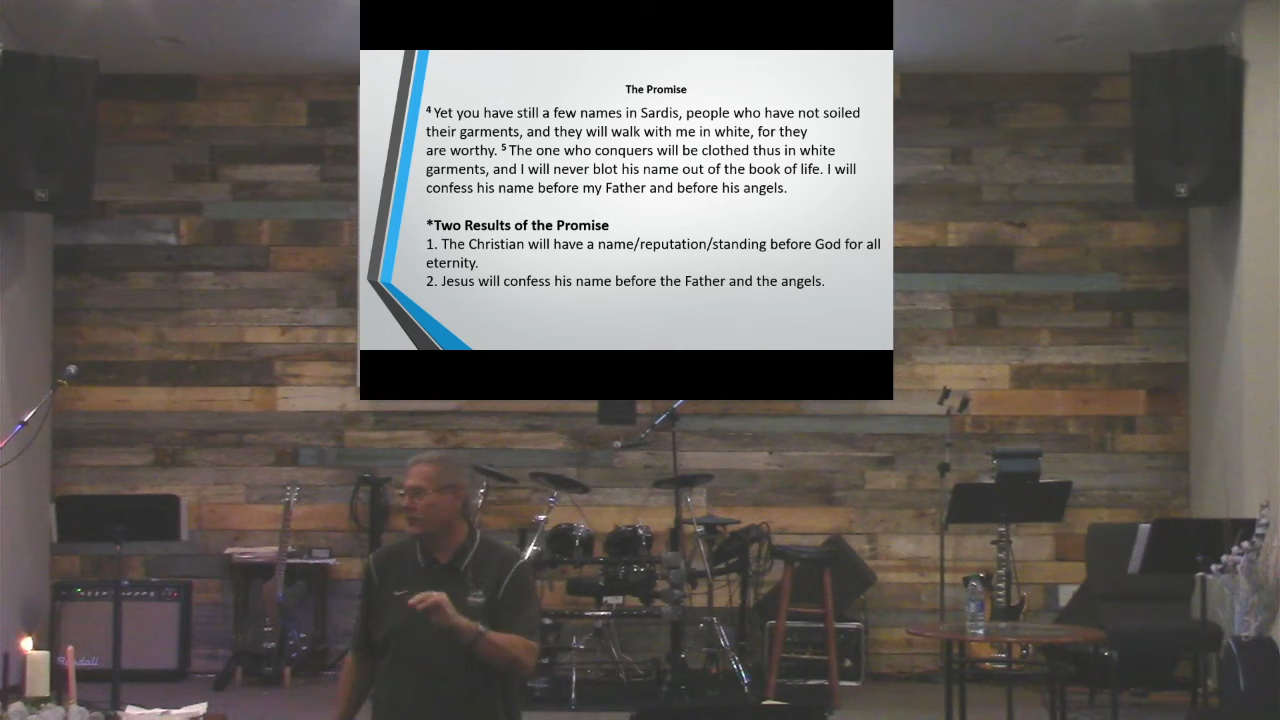 The Promise
4 Yet you have still a few names in Sardis, people who have not soiled
their garments, and they will walk with me in white, for they
are worthy. 5 The one who conquers will be clothed thus in white
garments, and I will never blot his name out of the book of life. I will
confess his name before my Father and before his angels.
*Two Results of the Promise
1. The Christian will have a name/reputation/standing before God for all
eternity.
2. Jesus will confess his name before the Father and the angels.
Randall